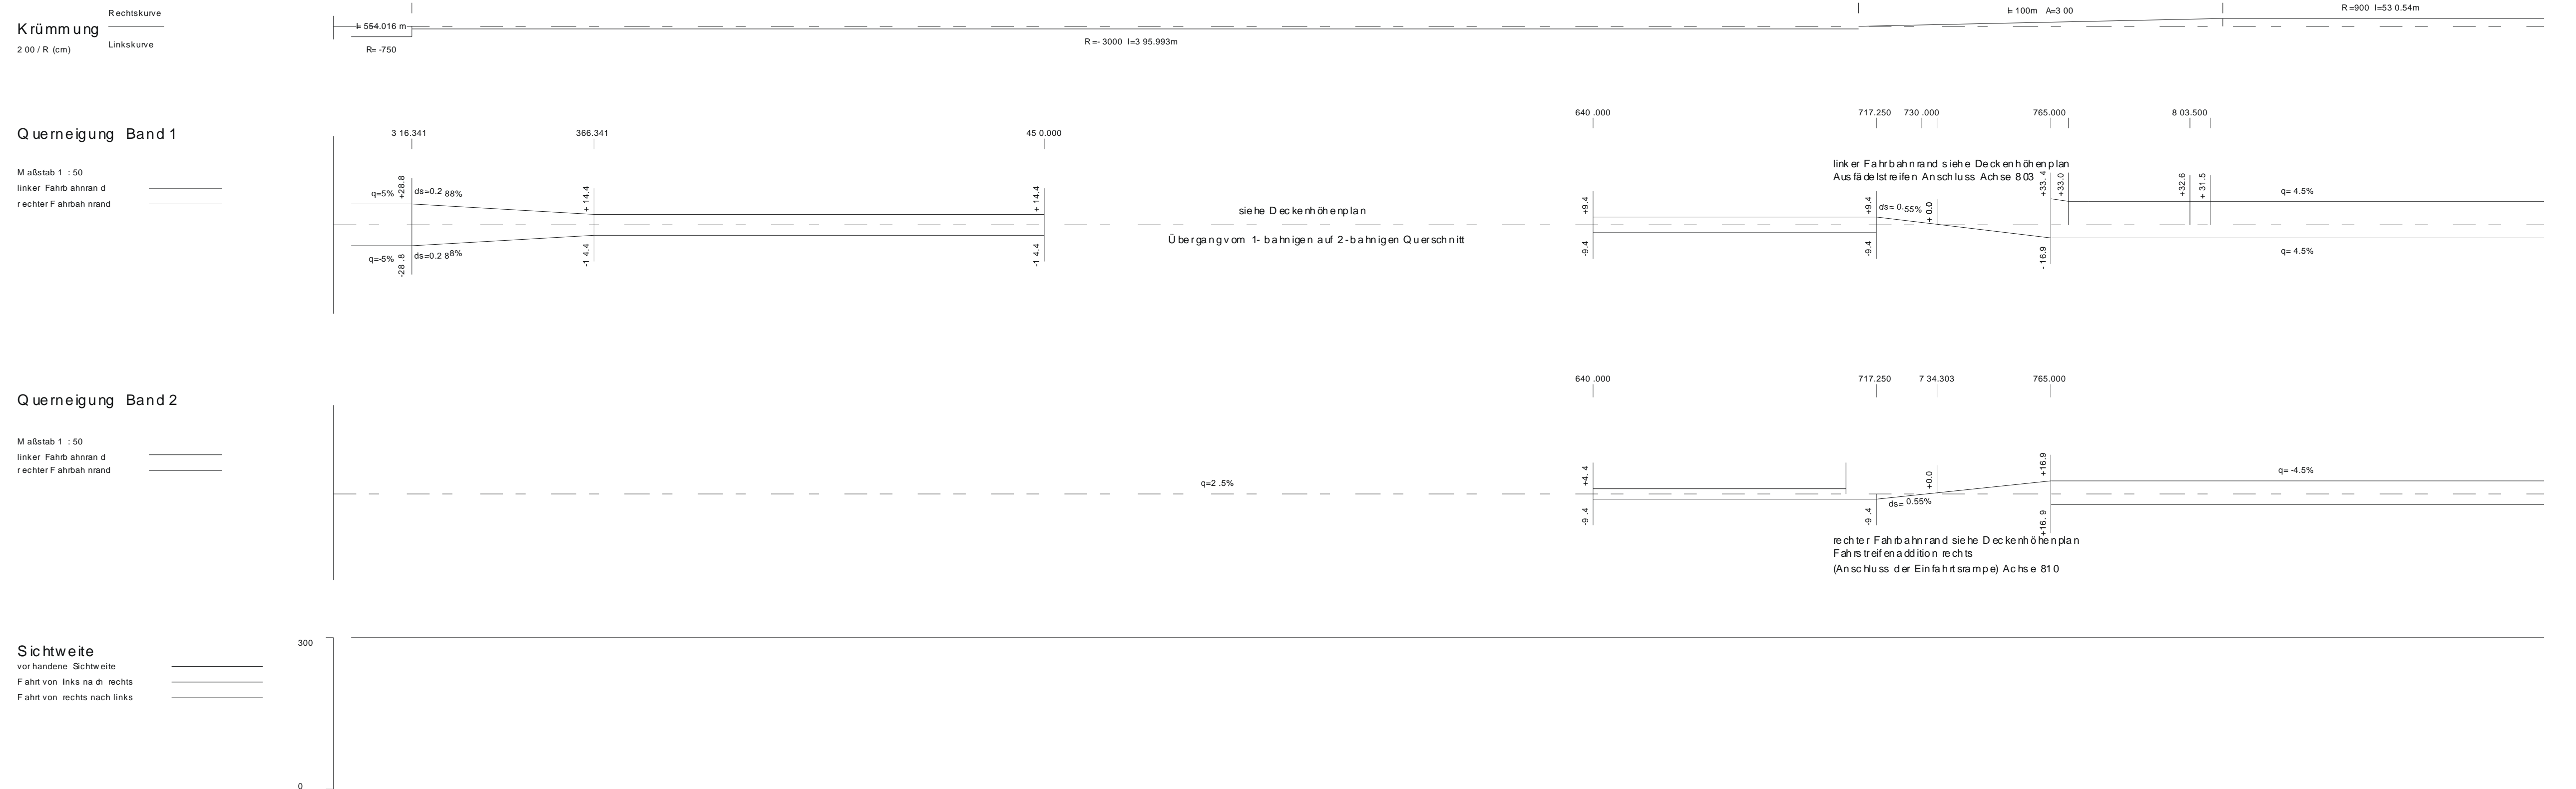 Rechtskurve
Krümmung
Linkskurve
200 / R (cm)
l= 554.016 m
R= -750
R=-3000 l=395.993m
l= 100m A=300
R=900 l=530.54m
Querneigung Band 1
316.341
366.341
450.000
640.000
717.250
730.000
765.000
803.500
Maßstab 1 : 50
linker Fahrbahnrand
rechter Fahrbahnrand
q=5%
+28.8
ds=0.288%
+14.4
+14.4
q=-5%
-28.8
ds=0.288%
-14.4
-14.4
siehe Deckenhöhenplan
Übergang vom 1-bahnigen auf 2-bahnigen Querschnitt
+9.4
-9.4
linker Fahrbahnrand siehe Deckenhöhenplan
Ausfädelstreifen Anschluss Achse 803
+9.4
ds= 0.55%
+0.0
-9.4
+33.4
+33.0
-16.9
+32.6
+31.5
q= 4.5%
q= 4.5%
Querneigung Band 2
640.000
717.250
734.303
765.000
Maßstab 1 : 50
linker Fahrbahnrand
rechter Fahrbahnrand
q=2.5%
+4.4
-9.4
-9.4
+0.0
ds= 0.55%
+16.9
+16.9
q= -4.5%
rechter Fahrbahnrand siehe Deckenhöhenplan
Fahrstreifenaddition rechts
(Anschluss der Einfahrtsrampe) Achse 810
Sichtweite
300
vorhandene Sichtweite
Fahrt von lnks nach rechts
Fahrt von rechts nach links
0